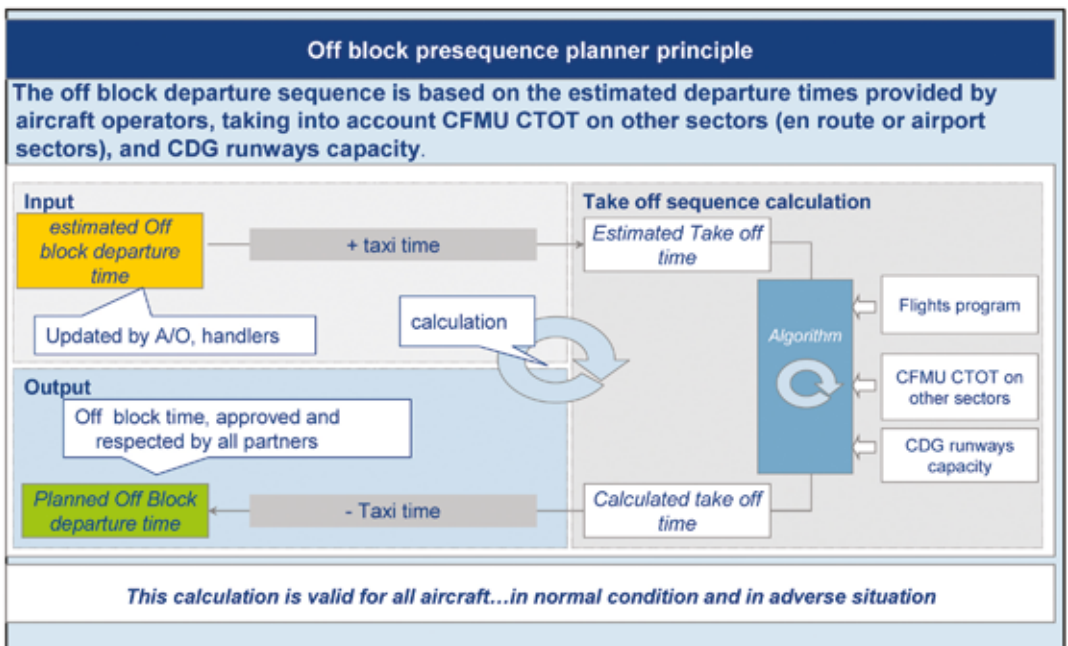 Off block presequence planner principle
The off block departure sequence is based on the estimated departure times provided by
aircraft operators, taking into account CFMU CTOT on other sectors (en route or airport
sectors), and CDG runways capacity.
Input
estimated Off
block departure
time
+ taxi time
Updated by A/O, handlers
calculation
Take off sequence calculation
Estimated Take off
time
Algorithm
Flights program
CFMU CTOT on
other sectors
CDG runways
capacity
Output
Off block time, approved and
respected by all partners
Planned Off Block
departure time
- Taxi time
Calculated take off
time
This calculation is valid for all aircraft...in normal condition and in adverse situation